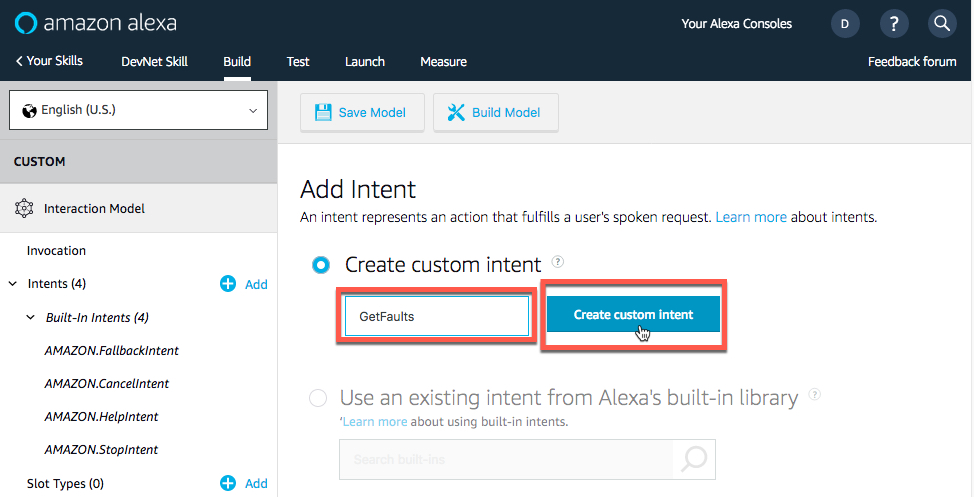 amazon alexa
Your Alexa Consoles
D
?
Your Skills
DevNet Skill
Build
Test
Launch
Measure
Feedback forum
English (U.S.)
Save Model
Build Model
CUSTOM
Interaction Model
Add Intent
An intent represents an action that fulfills a user's spoken request. Learn more about intents.
Invocation
Intents (4)
Add
Create custom intent
?
Built-In Intents (4)
GetFaults
Create custom intent
AMAZON.FallbackIntent
AMAZON.CancelIntent
AMAZON.HelpIntent
AMAZON.StopIntent
Use an existing intent from Alexa's built-in library
?
'Learn more about using built-in intents.
Search built-ins
Slot Types (0)
Add